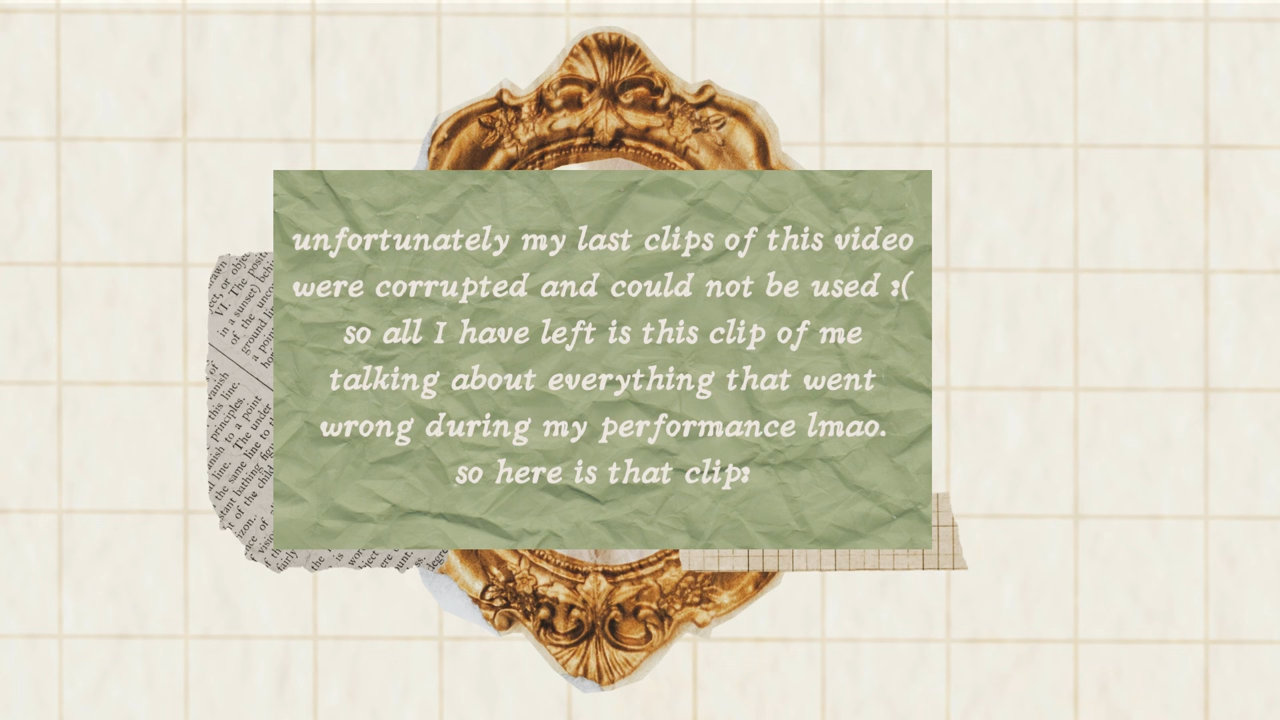 unfortunately my last clips of this video
were corrupted and could not be used :(
so all I have left is this clip of me
talking about everything that went
wrong during my performance lmao.
so here is that clip: